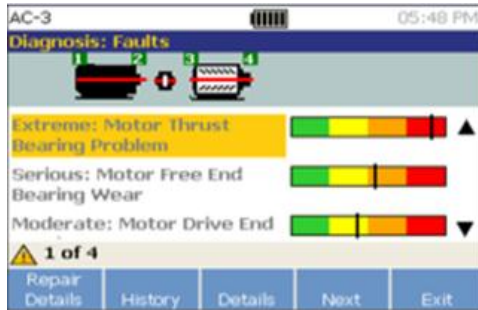 AC-3 05:48 PM
Diagnosis: Faults
1 2 3 4
Extreme: Motor Thrust
Bearing Problem
Serious: Motor Free End
Bearing Wear
Moderate: Motor Drive End
1 of 4
Repair
Details History Details Next Exit